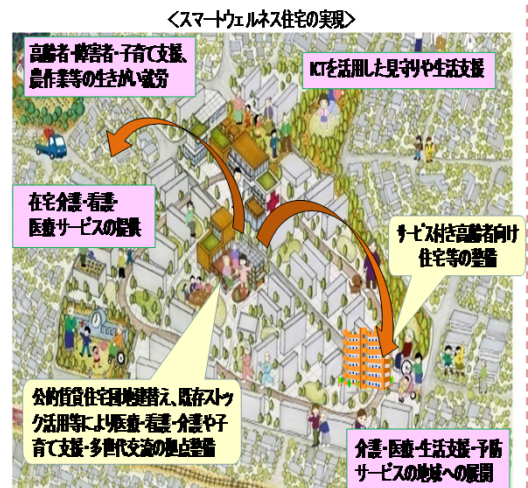 ＜スマートウェルネス住宅の実現＞
高齢者・障害者・子育て支援、
農作業等の生きがい就労
ICTを活用した見守りや生活支援
在宅介護・看護・
医療サービスの提供
サービス付き高齢者向け
住宅等の整備
公的賃貸住宅団地建替え、既存ストッ
ク活用等により医療・看護・介護や子
育て支援・多世代交流の拠点整備
介護・医療・生活支援・予防
サービスの地域への展開